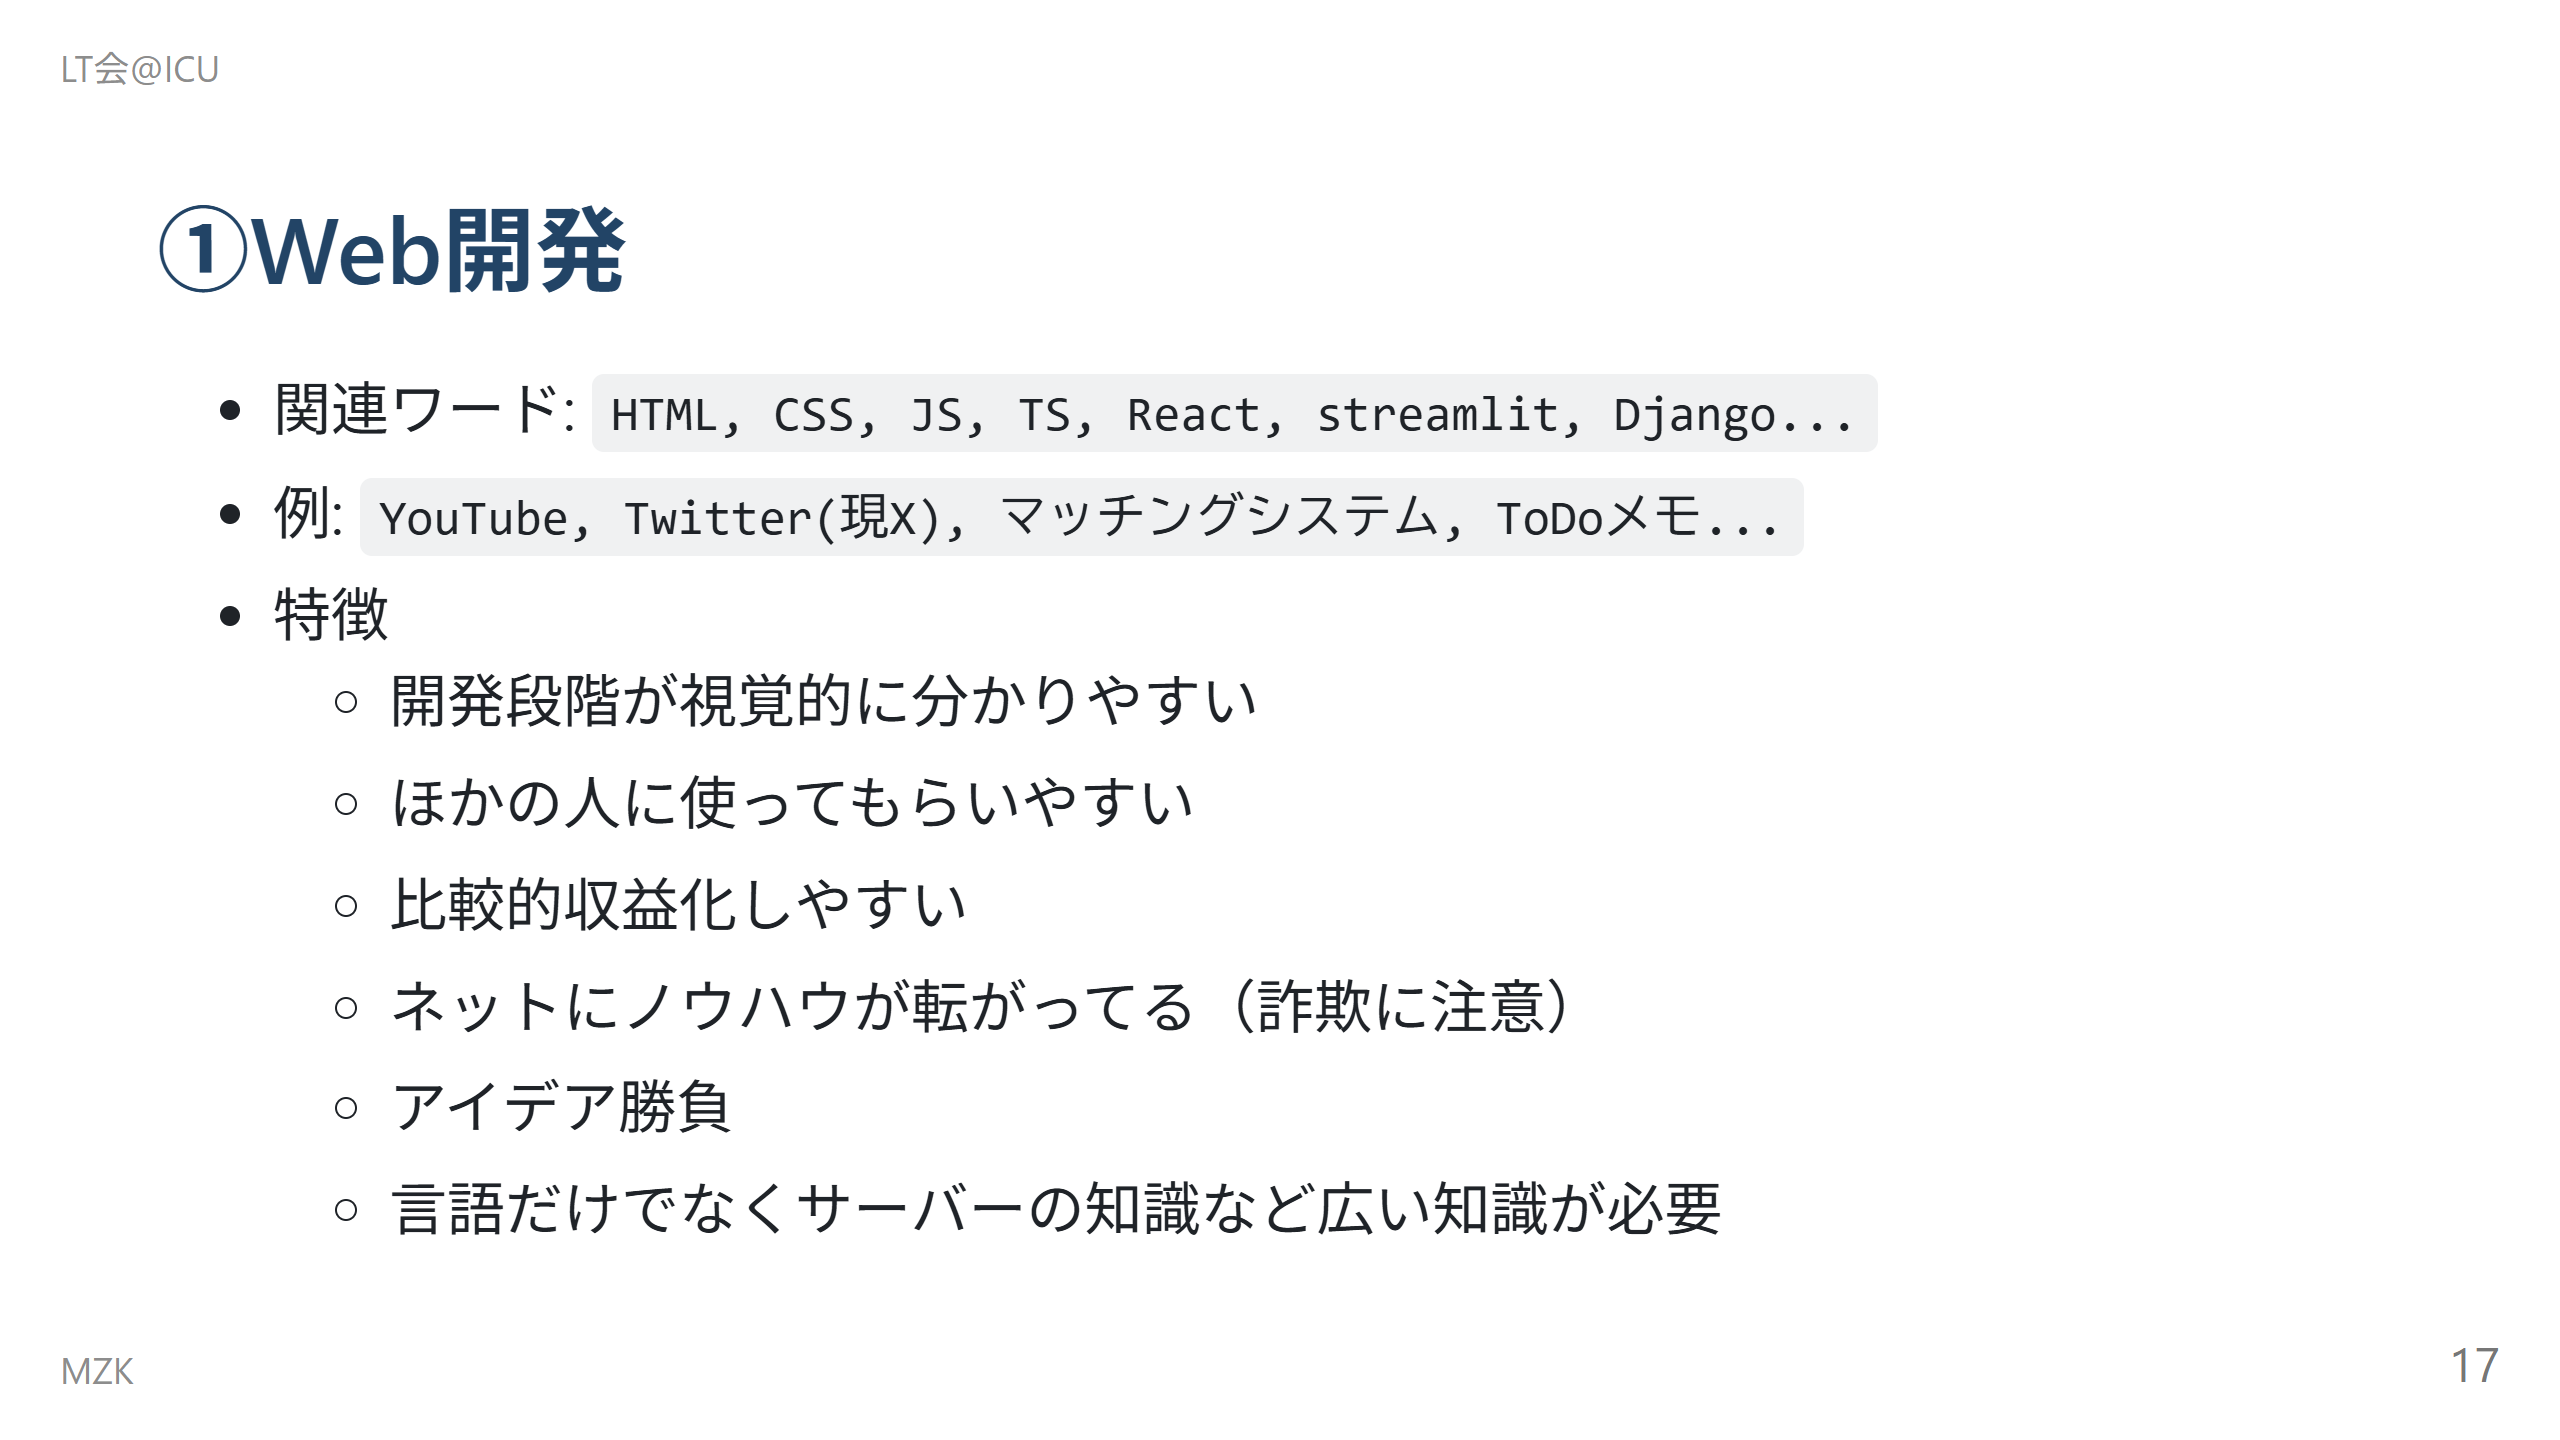 LT会@ICU
①Web開発
• 関連ワード: HTML, CSS, JS, TS, React, streamlit, Django...
• 例: YouTube, Twitter(現X), マッチングシステム, ToDoメモ...
• 特徴
○ 開発段階が視覚的に分かりやすい
○ ほかの人に使ってもらいやすい
○ 比較的収益化しやすい
○ ネットにノウハウが転がってる（詐欺に注意）
○ アイデア勝負
○ 言語だけでなくサーバーの知識など広い知識が必要
MZK
17